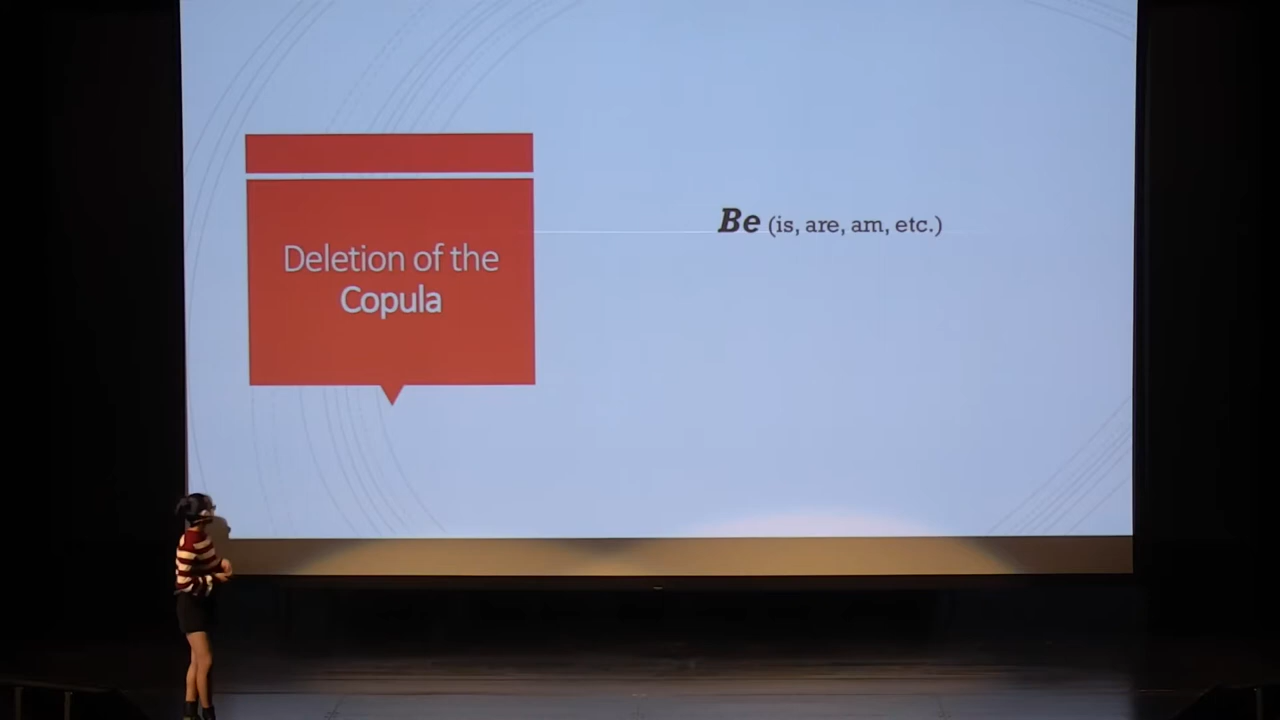 Deletion of the
Copula
Be (is, are, am, etc.)